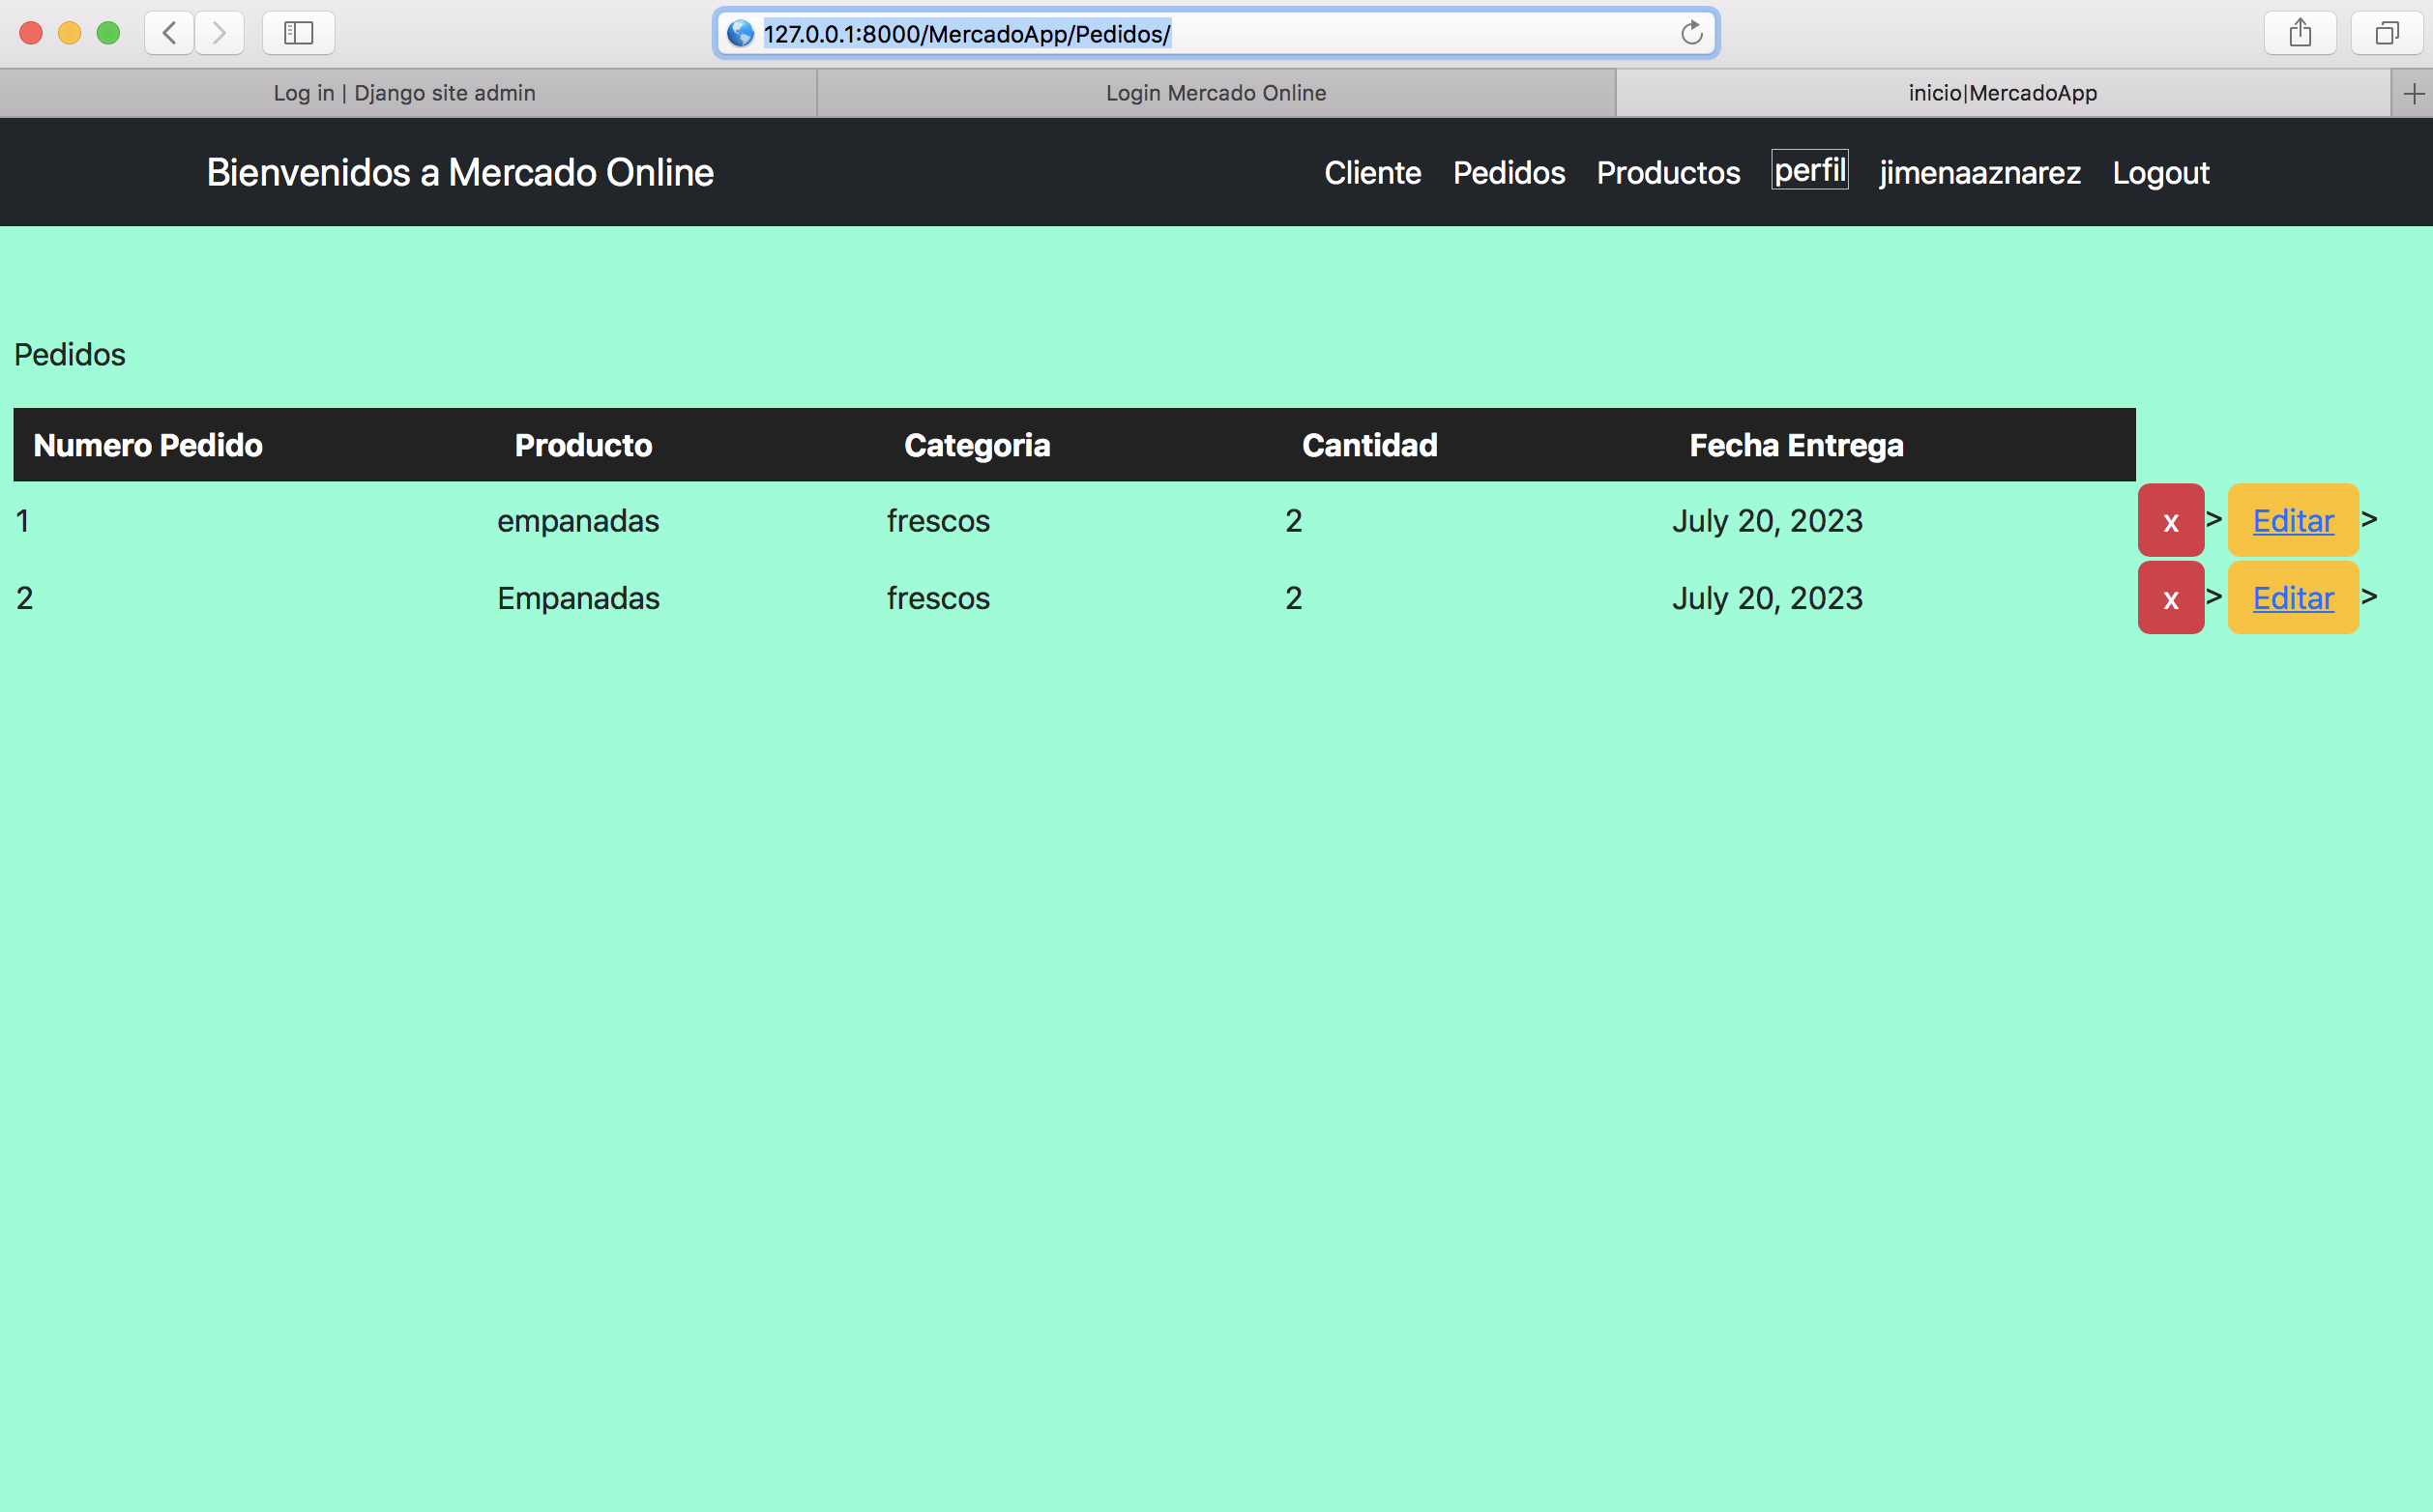 127.0.0.1:8000/MercadoApp/Pedidos/
Log in | Django site admin
Login Mercado Online
inicio|MercadoApp
Bienvenidos a Mercado Online
Cliente Pedidos Productos perfil jimenaaznarez Logout
Pedidos
Numero Pedido Producto Categoria Cantidad Fecha Entrega
1 empanadas frescos 2 July 20, 2023 x > Editar >
2 Empanadas frescos 2 July 20, 2023 x > Editar >